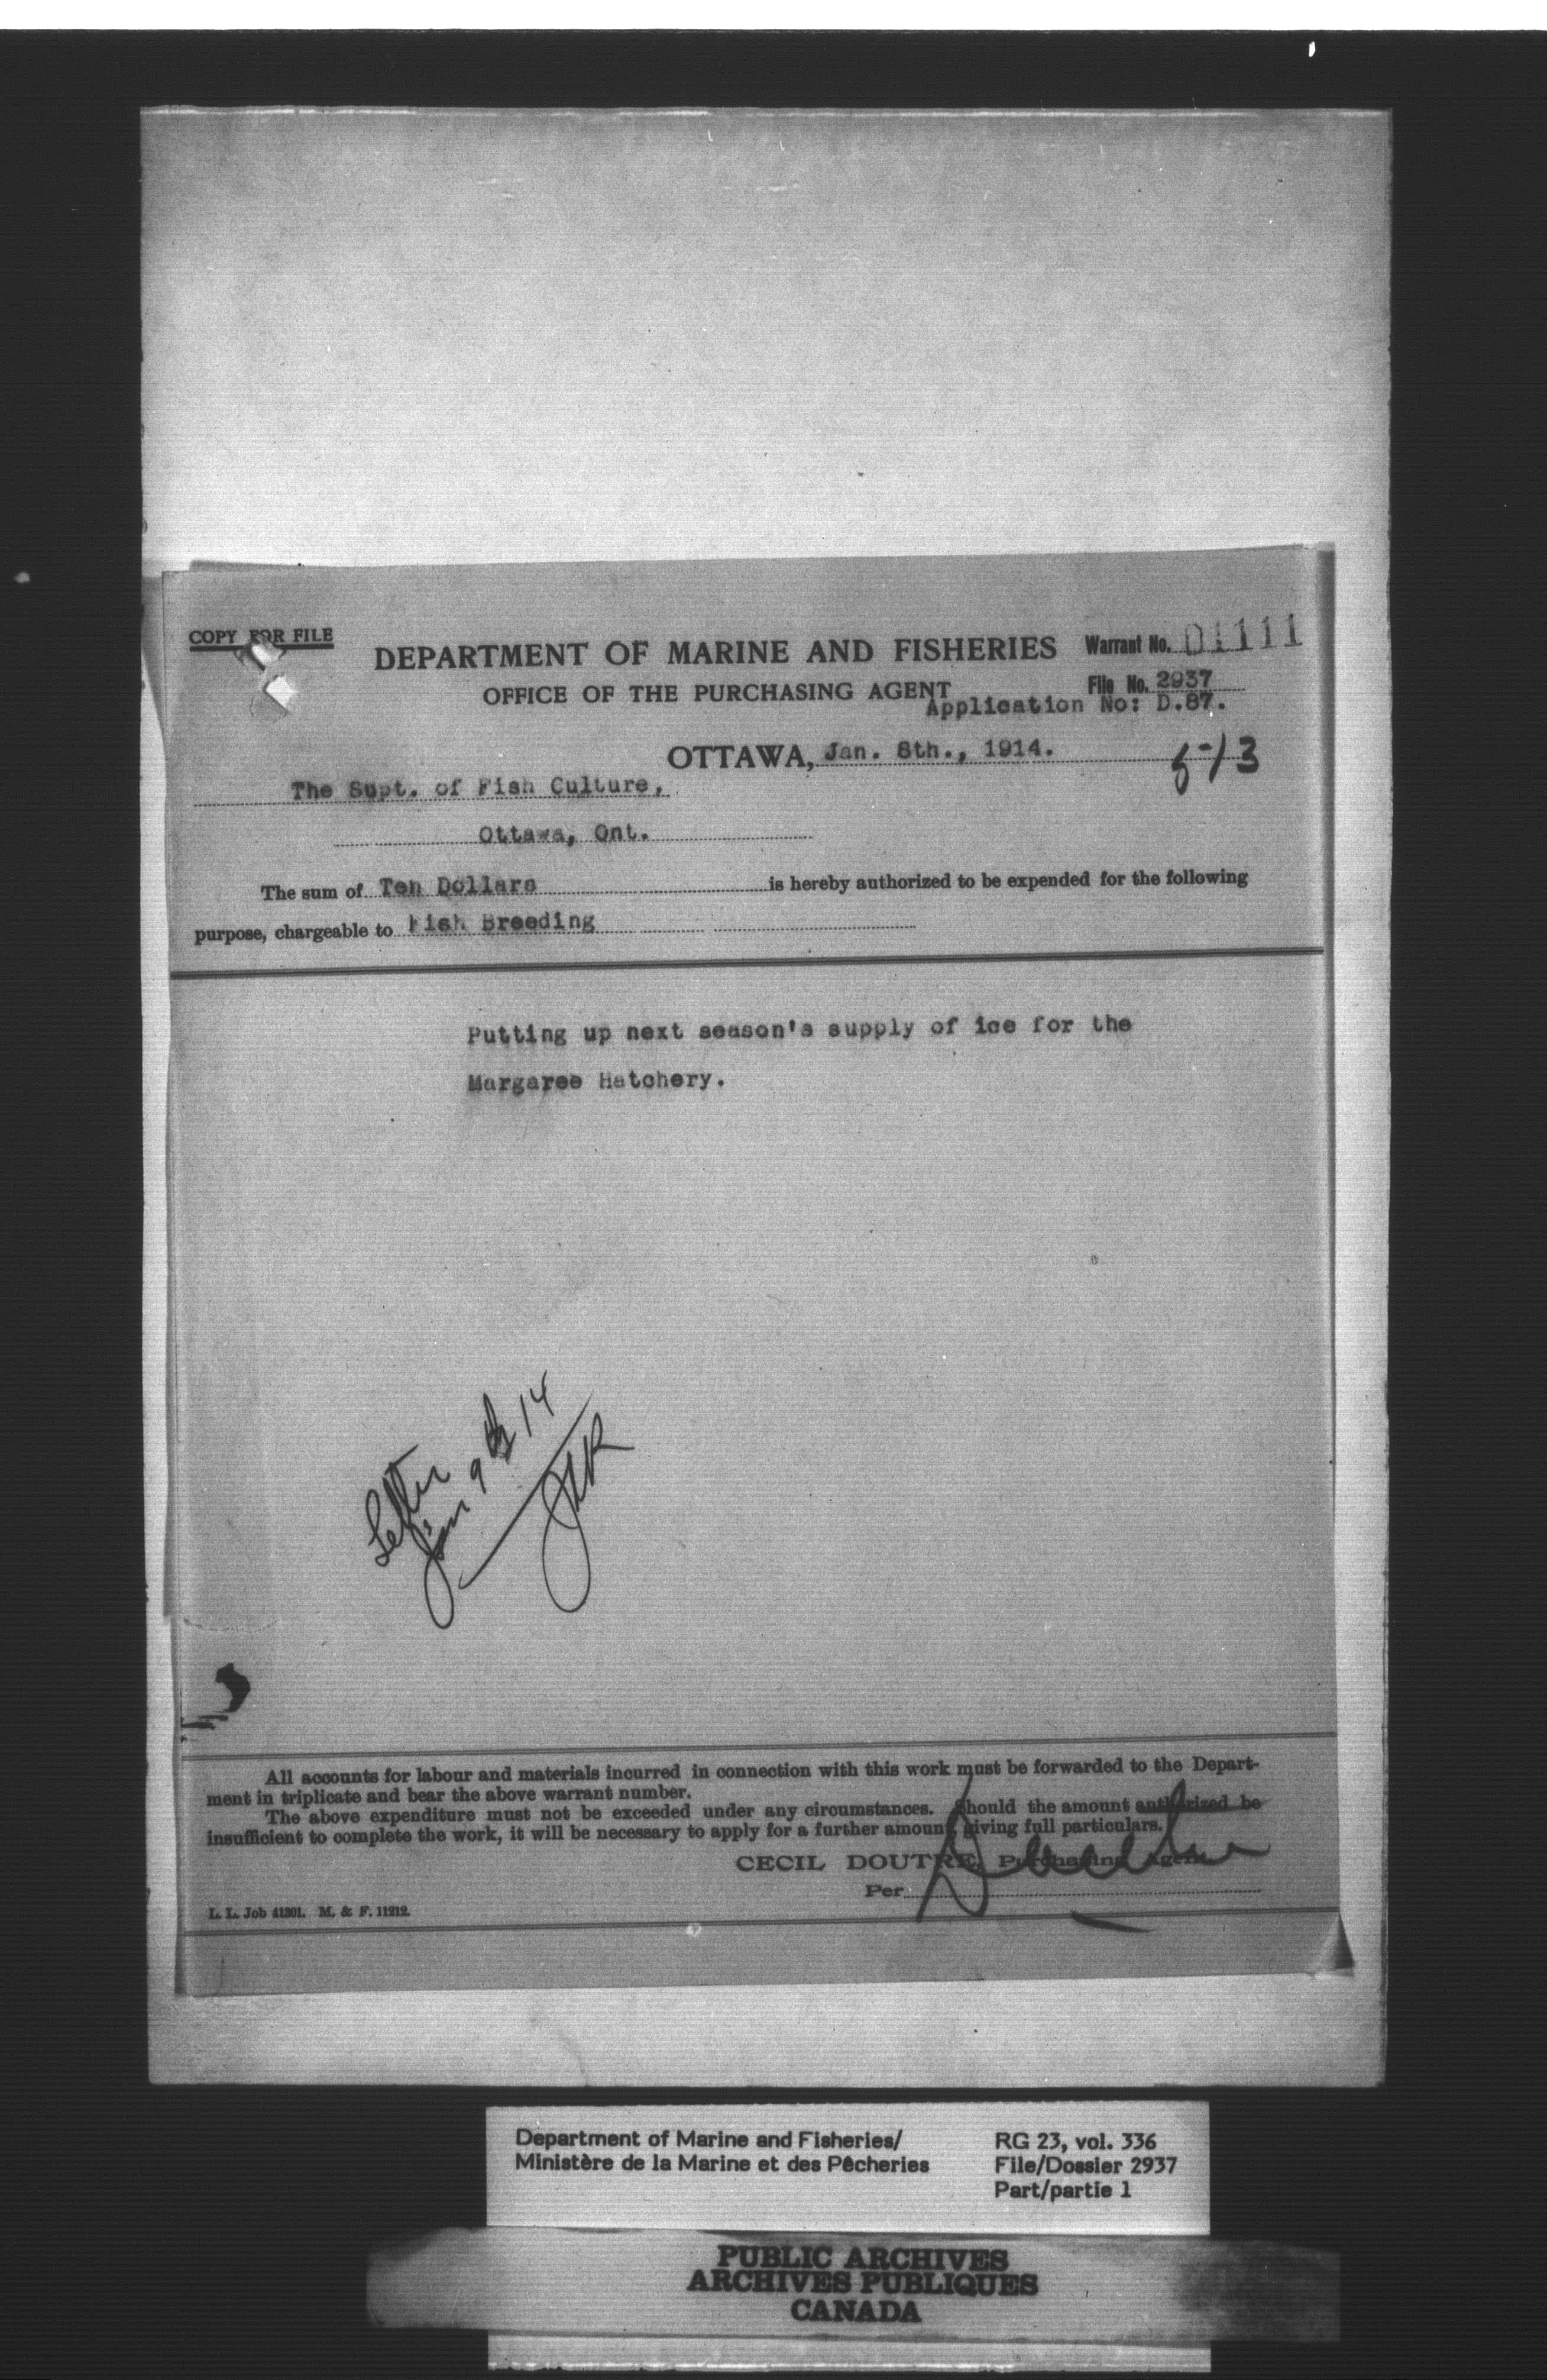 COPY FOR FILE
DEPARTMENT OF MARINE AND FISHERIES
Warrant No. D1111
OFFICE OF THE PURCHASING AGENT
File No. 2937
Application No: D.87.
OTTAWA, Jan. 8th., 1914.
513
The Supt. of Fish Culture,
Ottawa, Ont.
The sum of Ten Dollars is hereby authorized to be expended for the following
purpose, chargeable to Fish Breeding
Putting up next season's supply of ice for the
Margaree Hatchery.
Letter
Jan 9th 14
All accounts for labour and materials incurred in connection with this work must be forwarded to the Depart-
ment in triplicate and bear the above warrant number.
The above expenditure must not be exceeded under any circumstances. Should the amount authorized be
insufficient to complete the work, it will be necessary to apply for a further amount giving full particulars.
CECIL DOUTRE, Purchasing Agent
Per
L. L. Job 41301. M. & F. 11212.
Department of Marine and Fisheries/
Ministère de la Marine et des Pêcheries
RG 23, vol. 336
File/Dossier 2937
Part/partie 1
PUBLIC ARCHIVES
ARCHIVES PUBLIQUES
CANADA